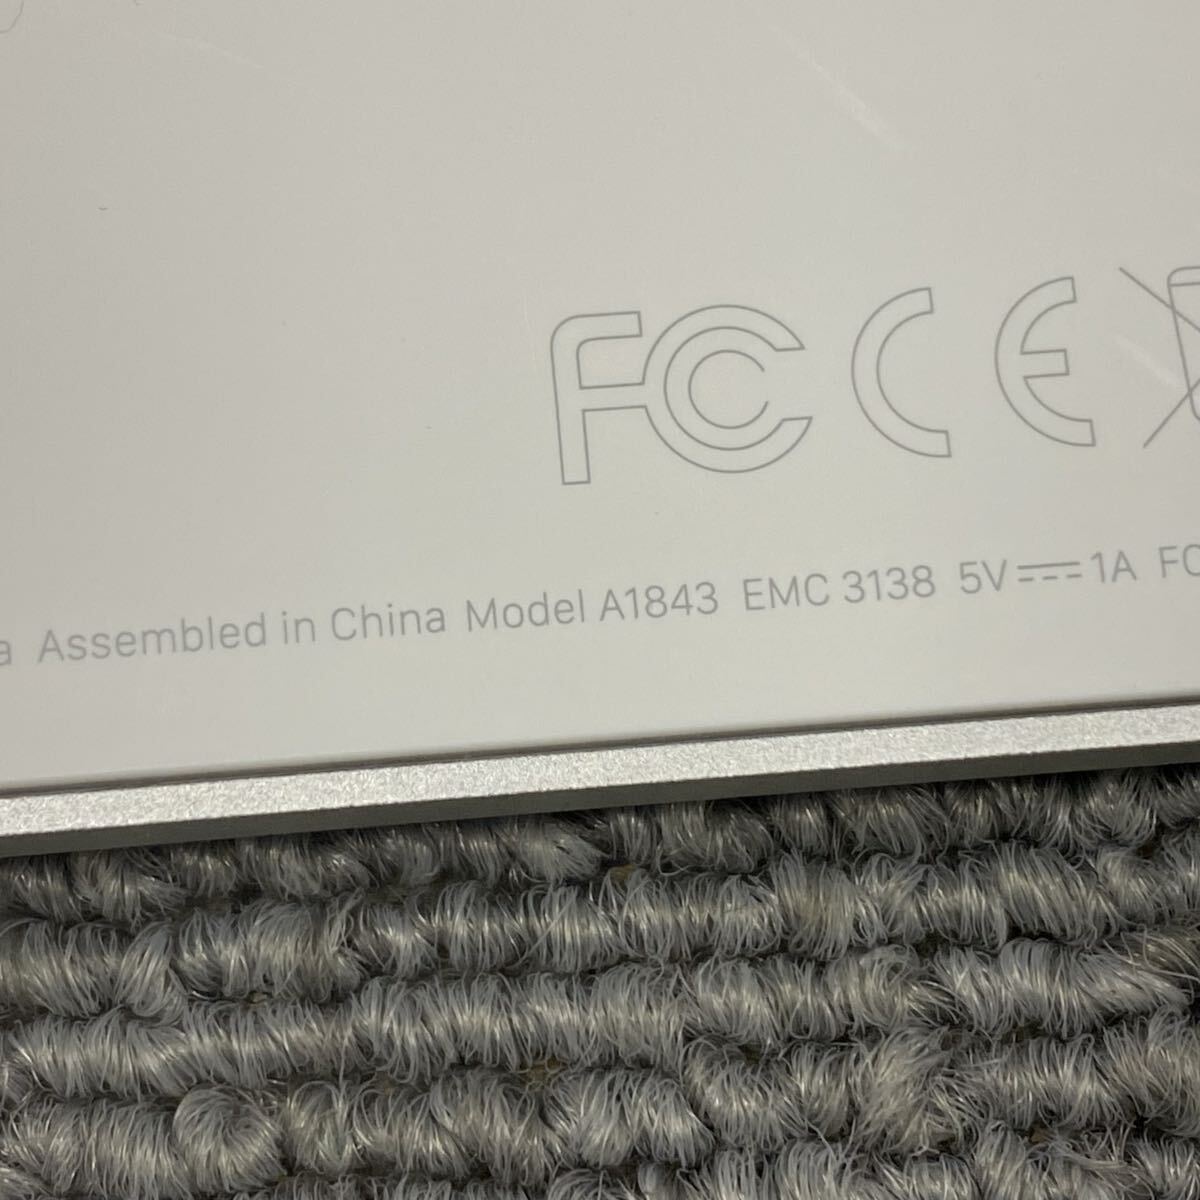 FC CE
a Assembled in China Model A1843 EMC 3138 5V⎓1A FC